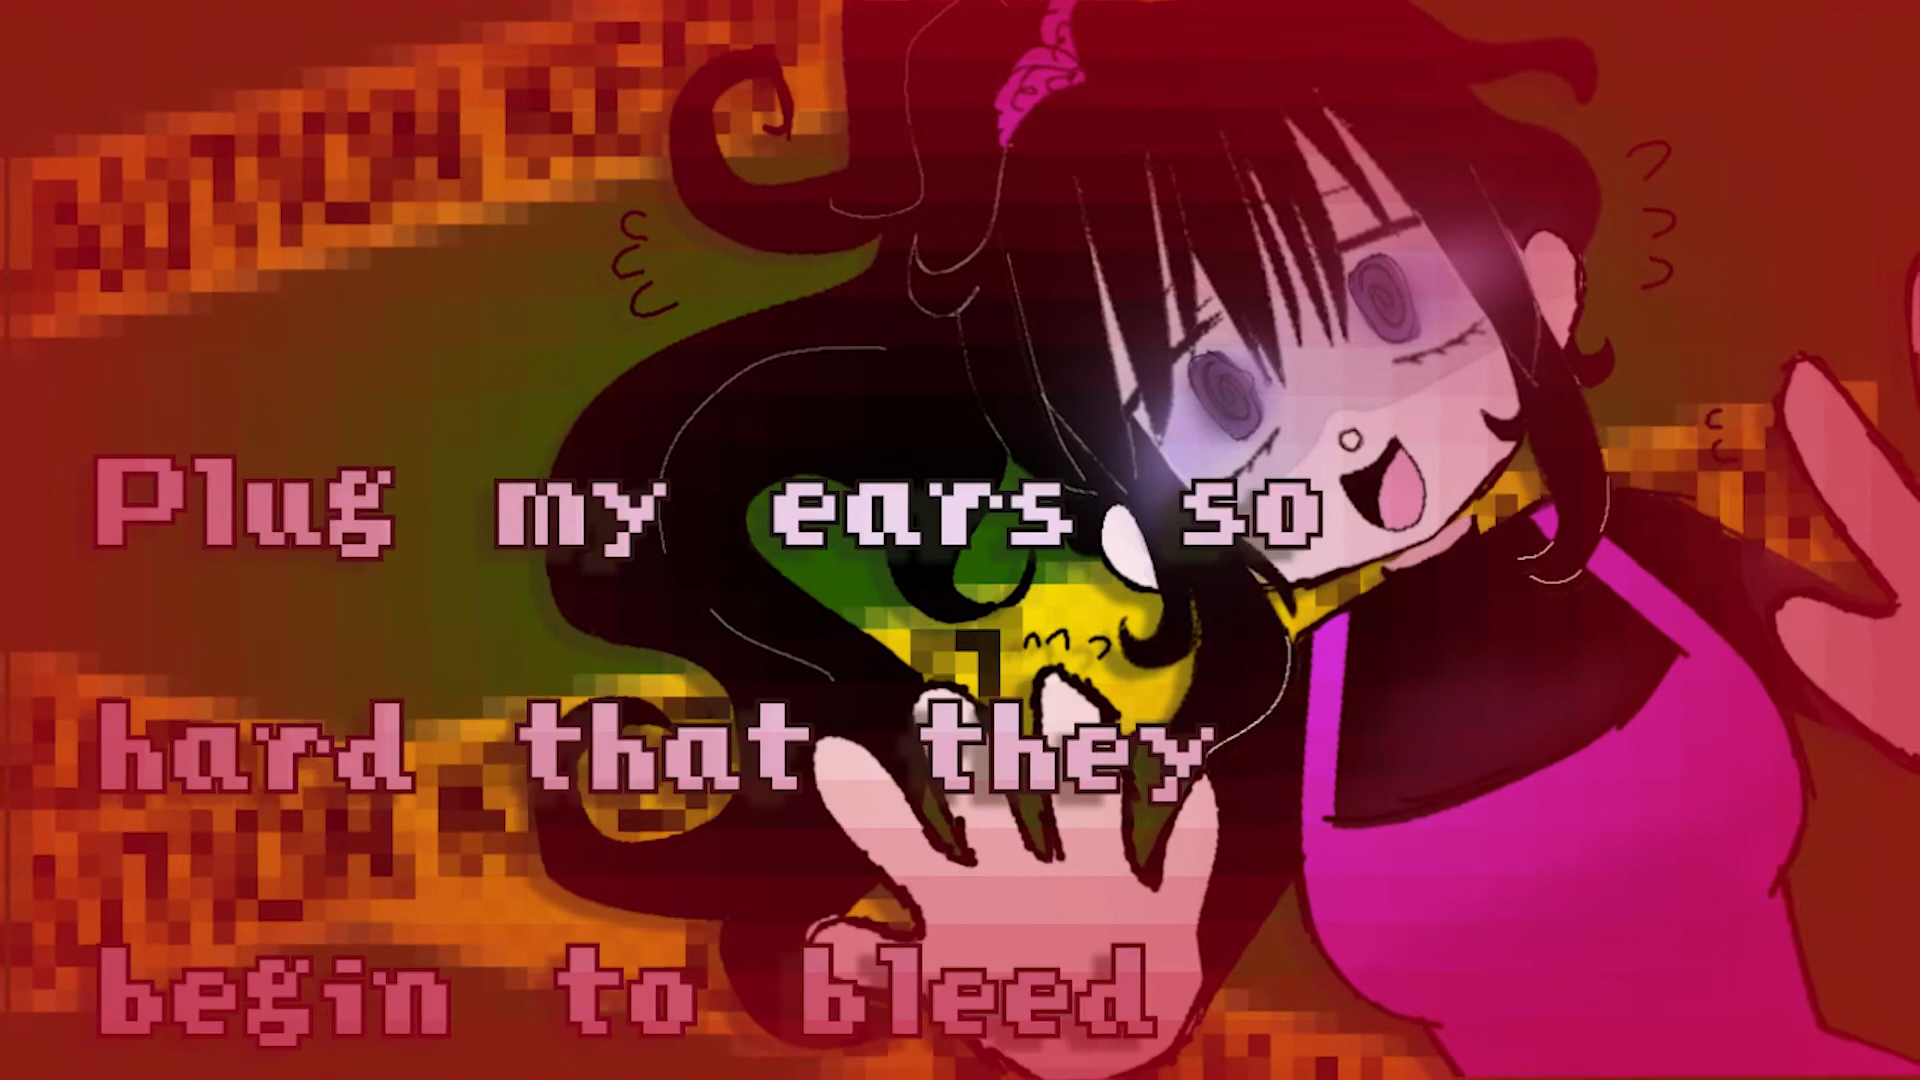 Plug my ears so
hard that they
begin to bleed